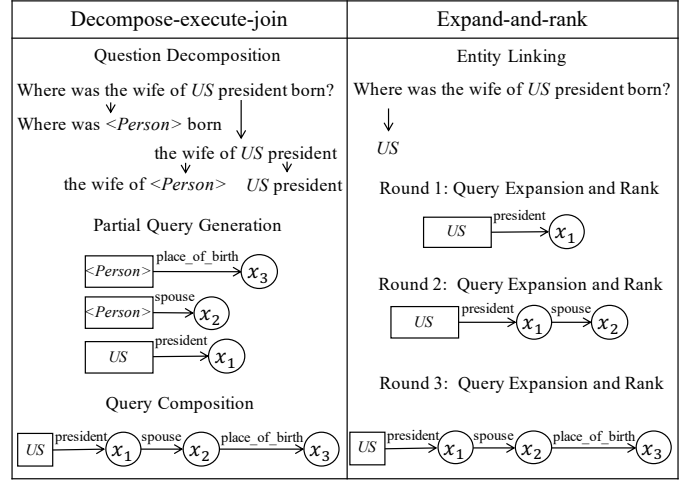 Decompose-execute-join
Question Decomposition
Where was the wife of US president born?
Where was <Person> born
the wife of US president
the wife of <Person> US president
Partial Query Generation
<Person> place_of_birth x₃
<Person> spouse x₂
US president x₁
Query Composition
US president x₁ spouse x₂ place_of_birth x₃
Expand-and-rank
Entity Linking
Where was the wife of US president born?
US
Round 1: Query Expansion and Rank
US president x₁
Round 2: Query Expansion and Rank
US president x₁ spouse x₂
Round 3: Query Expansion and Rank
US president x₁ spouse x₂ place_of_birth x₃